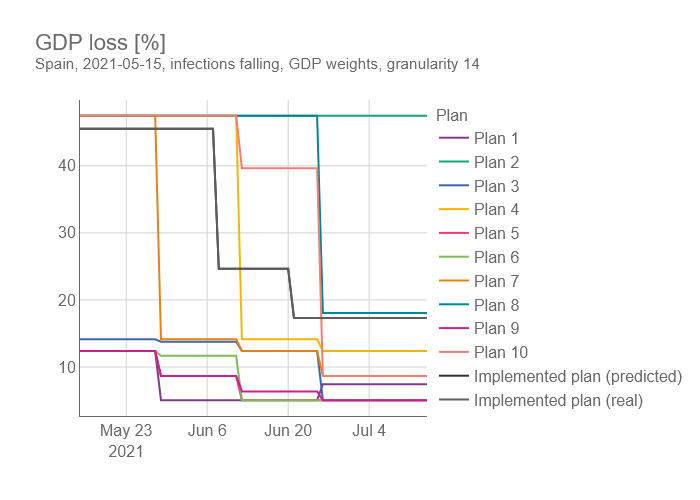 GDP loss [%]
Spain, 2021-05-15, infections falling, GDP weights, granularity 14
40
30
20
10
May 23
2021
Jun 6
Jun 20
Jul 4
Plan
Plan 1
Plan 2
Plan 3
Plan 4
Plan 5
Plan 6
Plan 7
Plan 8
Plan 9
Plan 10
Implemented plan (predicted)
Implemented plan (real)